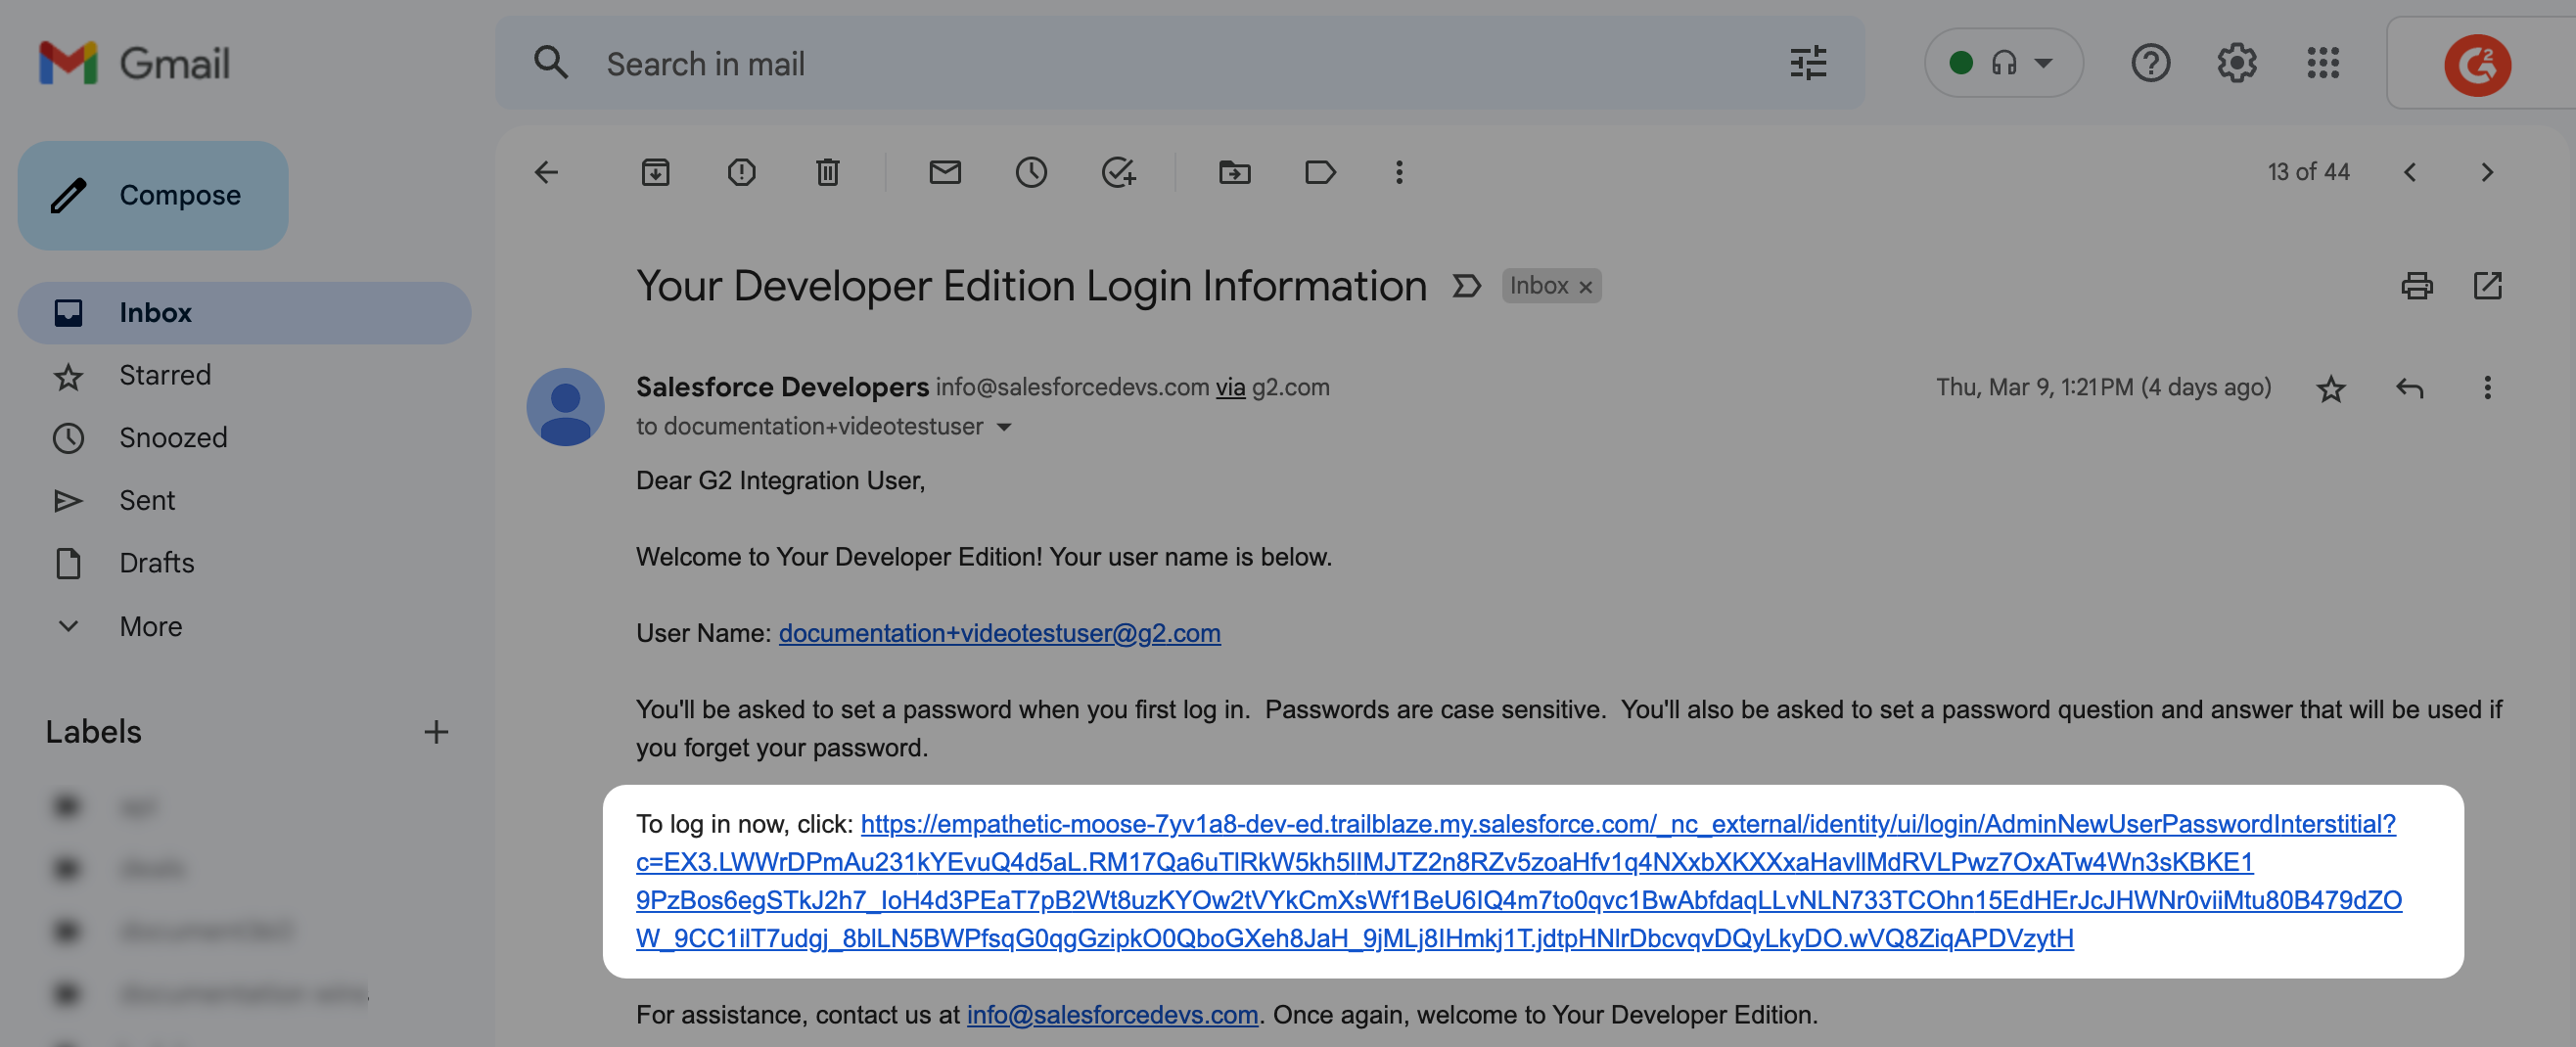 Gmail
Search in mail
Compose
13 of 44
Inbox
Starred
Snoozed
Sent
Drafts
More
Labels
Your Developer Edition Login Information
Inbox ×
Salesforce Developers info@salesforcedevs.com via g2.com
Thu, Mar 9, 1:21 PM (4 days ago)
to documentation+videotestuser
Dear G2 Integration User,
Welcome to Your Developer Edition! Your user name is below.
User Name: documentation+videotestuser@g2.com
You'll be asked to set a password when you first log in.  Passwords are case sensitive.  You'll also be asked to set a password question and answer that will be used if
you forget your password.
To log in now, click: https://empathetic-moose-7yv1a8-dev-ed.trailblaze.my.salesforce.com/_nc_external/identity/ui/login/AdminNewUserPasswordInterstitial?
c=EX3.LWWrDPmAu231kYEvuQ4d5aL.RM17Qa6uTlRkW5kh5lIMJTZ2n8RZv5zoaHfv1q4NXxbXKXXxaHavllMdRVLPwz7OxATw4Wn3sKBKE1
9PzBos6egSTkJ2h7_IoH4d3PEaT7pB2Wt8uzKYOw2tVYkCmXsWf1BeU6IQ4m7to0qvc1BwAbfdaqLLvNLN733TCOhn15EdHErJcJHWNr0viiMtu80B479dZO
W_9CC1ilT7udgj_8blLN5BWPfsqG0qgGzipkO0QboGXeh8JaH_9jMLj8IHmkj1T.jdtpHNlrDbcvqvDQyLkyDO.wVQ8ZiqAPDVzytH
For assistance, contact us at info@salesforcedevs.com. Once again, welcome to Your Developer Edition.